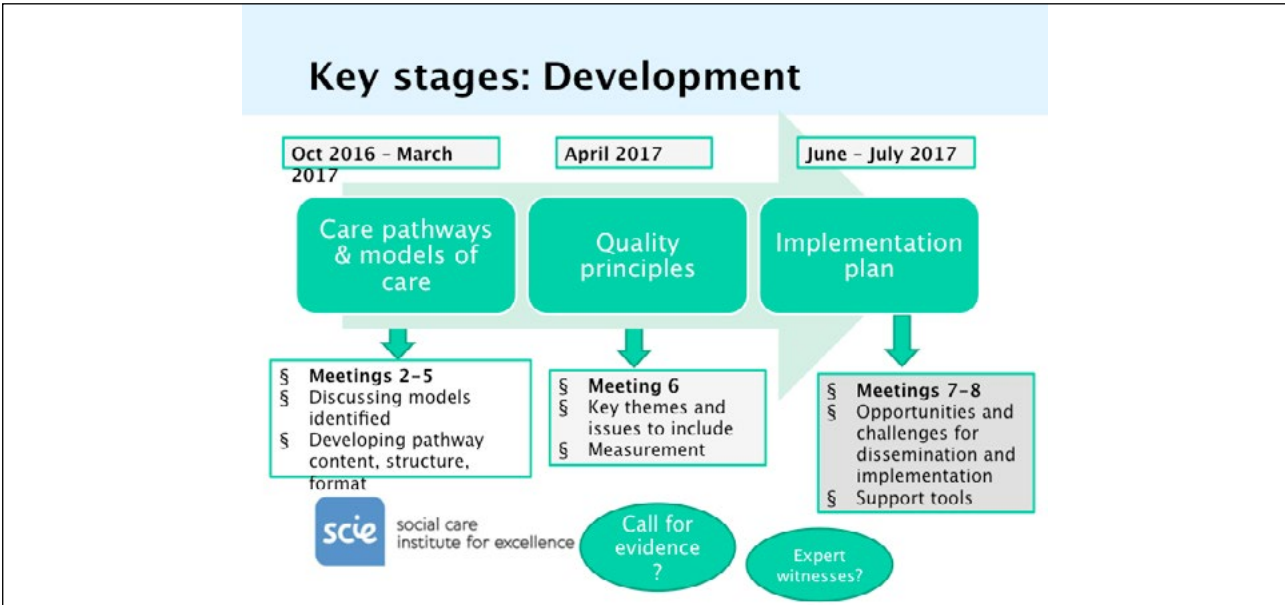 Key stages: Development
Oct 2016 – March
2017
April 2017
June – July 2017
Care pathways
& models of
care
Quality
principles
Implementation
plan
§ Meetings 2–5
§ Discussing models
identified
§ Developing pathway
content, structure,
format
§ Meeting 6
§ Key themes and
issues to include
§ Measurement
§ Meetings 7–8
§ Opportunities and
challenges for
dissemination and
implementation
§ Support tools
scie
social care
institute for excellence
Call for
evidence
?
Expert
witnesses?